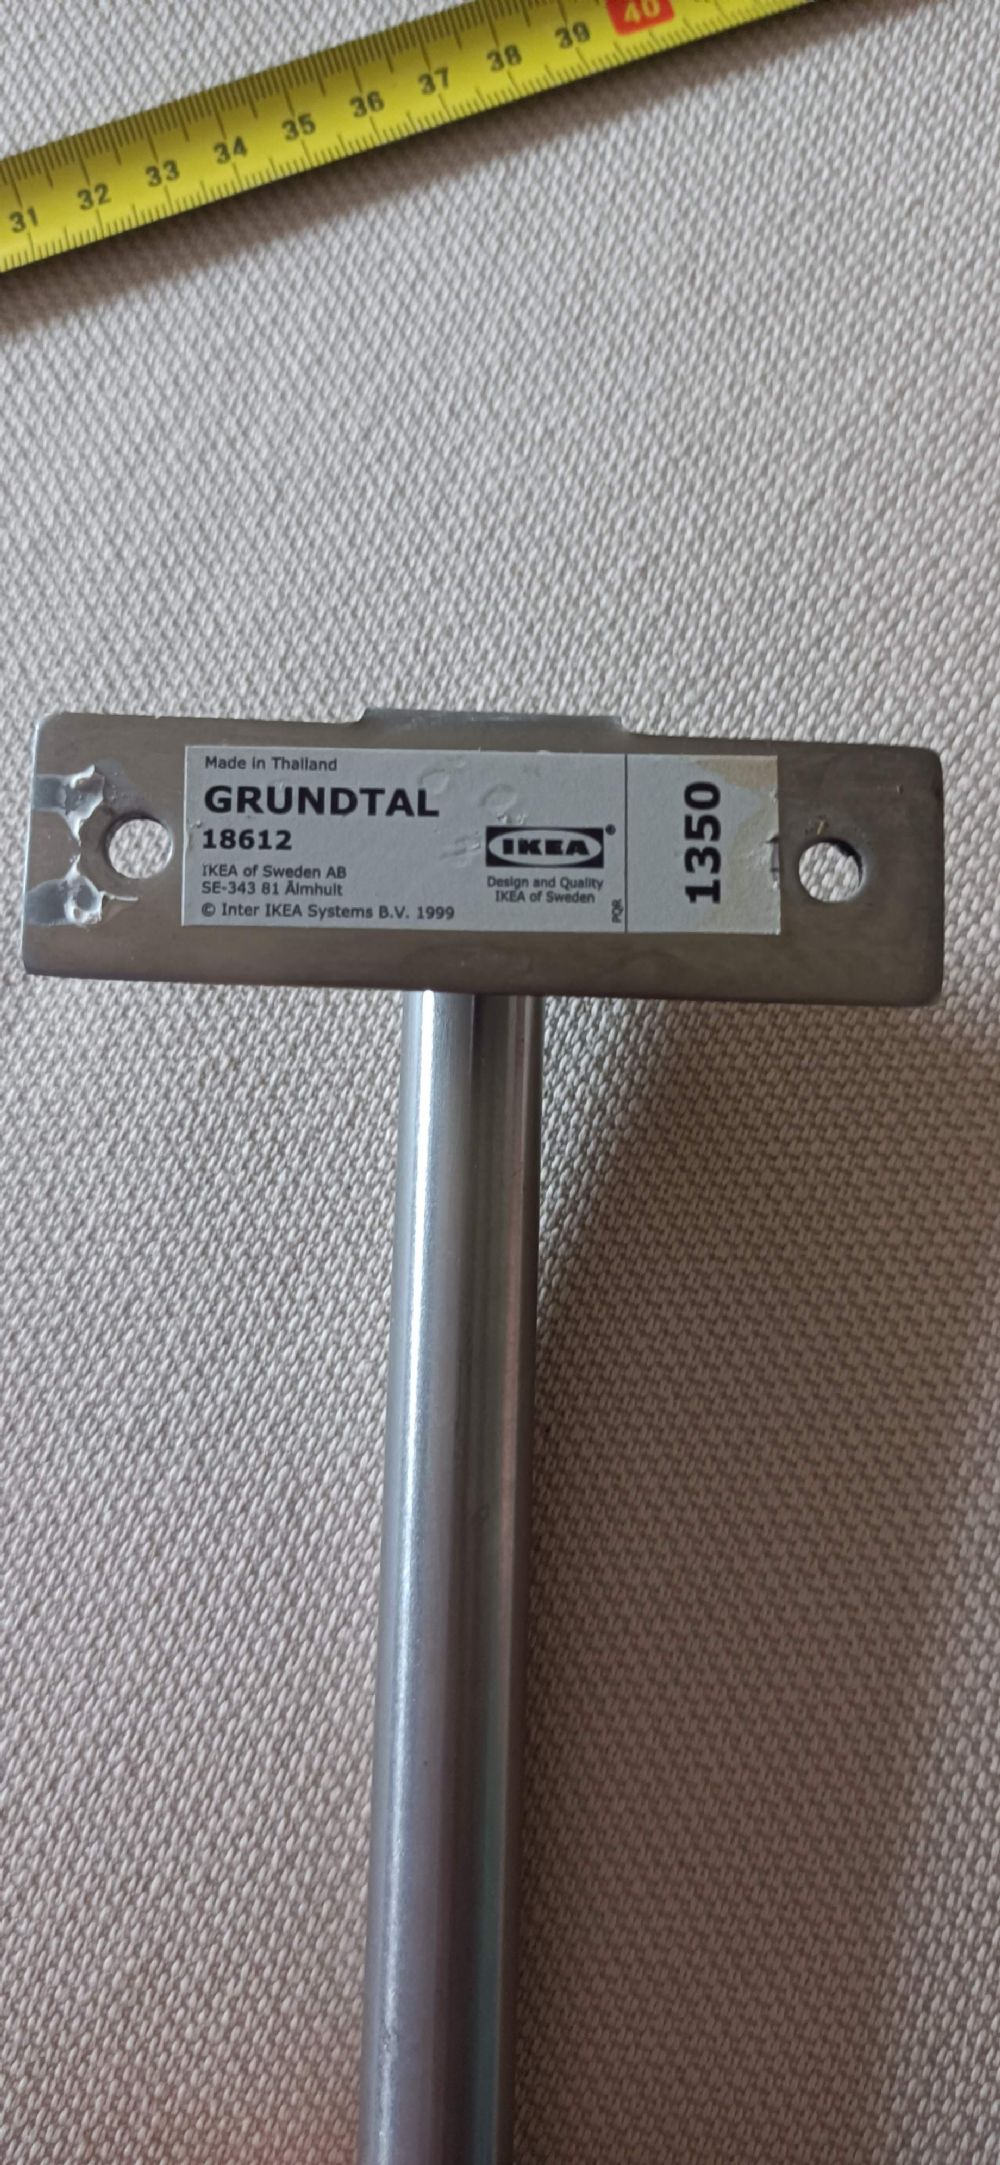 31 32 33 34 35 36 37 38 39 40
Made in Thailand
GRUNDTAL
18612
IKEA of Sweden AB
SE-343 81 Älmhult
© Inter IKEA Systems B.V. 1999
IKEA®
Design and Quality
IKEA of Sweden
PQR
1350